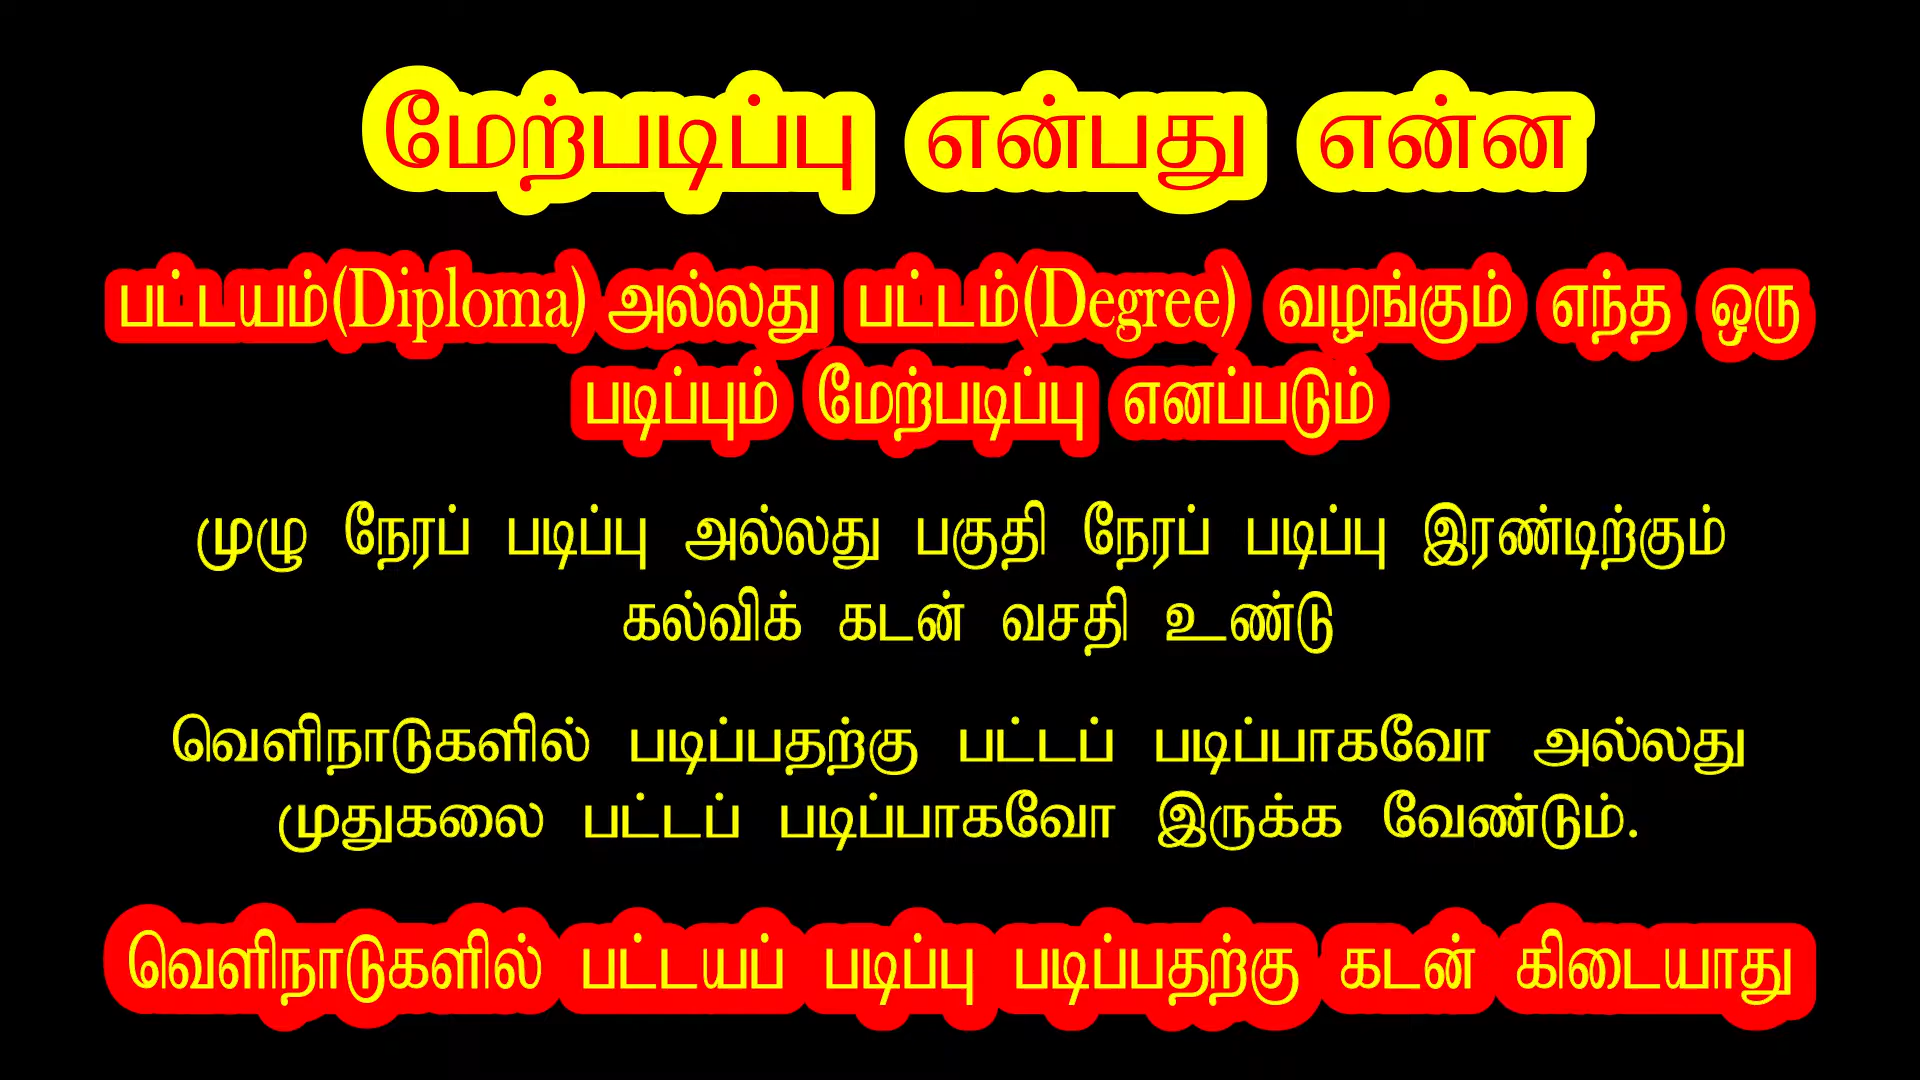 மேற்படிப்பு என்பது என்ன
பட்டயம்(Diploma) அல்லது பட்டம்(Degree) வழங்கும் எந்த ஒரு
படிப்பும் மேற்படிப்பு எனப்படும்
முழு நேரப் படிப்பு அல்லது பகுதி நேரப் படிப்பு இரண்டிற்கும்
கல்விக் கடன் வசதி உண்டு
வெளிநாடுகளில் படிப்பதற்கு பட்டப் படிப்பாகவோ அல்லது
முதுகலை பட்டப் படிப்பாகவோ இருக்க வேண்டும்.
வெளிநாடுகளில் பட்டயப் படிப்பு படிப்பதற்கு கடன் கிடையாது